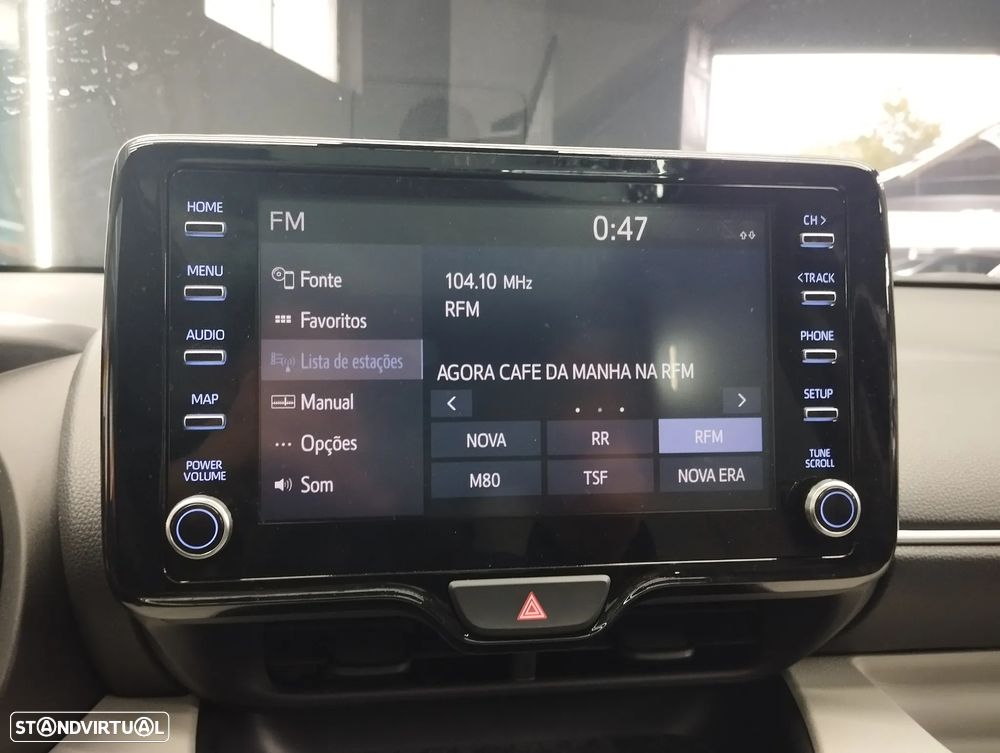 HOME
MENU
AUDIO
MAP
POWER
VOLUME
FM
0:47
Fonte
Favoritos
Lista de estações
Manual
Opções
Som
104.10 MHz
RFM
AGORA CAFE DA MANHA NA RFM
< >
NOVA RR RFM
M80 TSF NOVA ERA
CH >
< TRACK
PHONE
SETUP
TUNE
SCROLL
STANDVIRTUAL